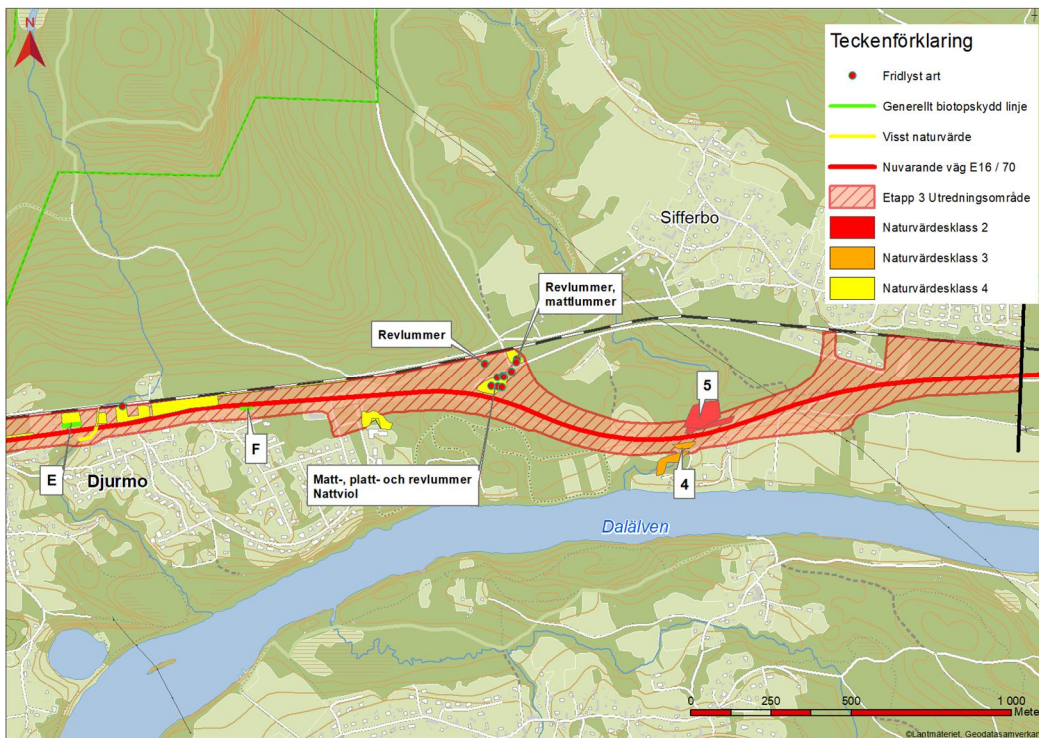 N
Teckenförklaring
Fridlyst art
Generellt biotopskydd linje
Visst naturvärde
Nuvarande väg E16 / 70
Etapp 3 Utredningsområde
Naturvärdesklass 2
Naturvärdesklass 3
Naturvärdesklass 4
Sifferbo
Revlummer,
mattlummer
Revlummer
5
F
E
Djurmo
Matt-, platt- och revlummer
Nattviol
4
Dalälven
0 250 500 1 000
Mete
©Lantmäteriet, Geodatasamverkan